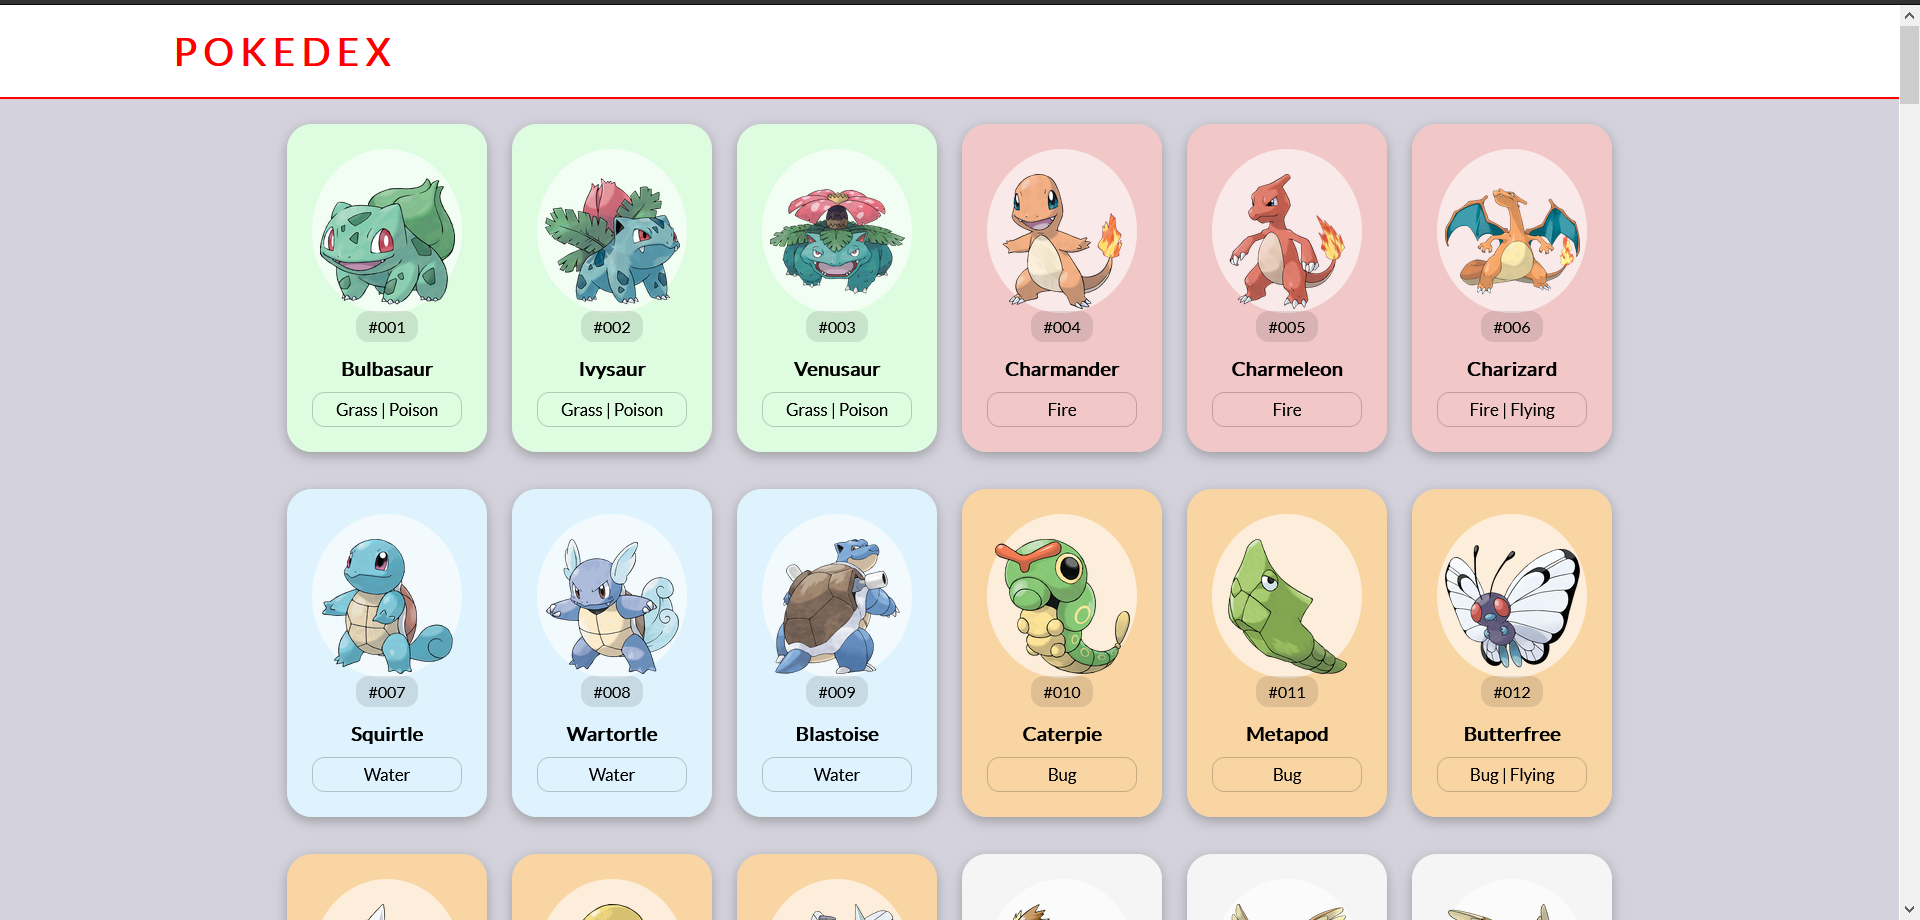 POKEDEX
#001
Bulbasaur
Grass | Poison
#002
Ivysaur
Grass | Poison
#003
Venusaur
Grass | Poison
#004
Charmander
Fire
#005
Charmeleon
Fire
#006
Charizard
Fire | Flying
#007
Squirtle
Water
#008
Wartortle
Water
#009
Blastoise
Water
#010
Caterpie
Bug
#011
Metapod
Bug
#012
Butterfree
Bug | Flying